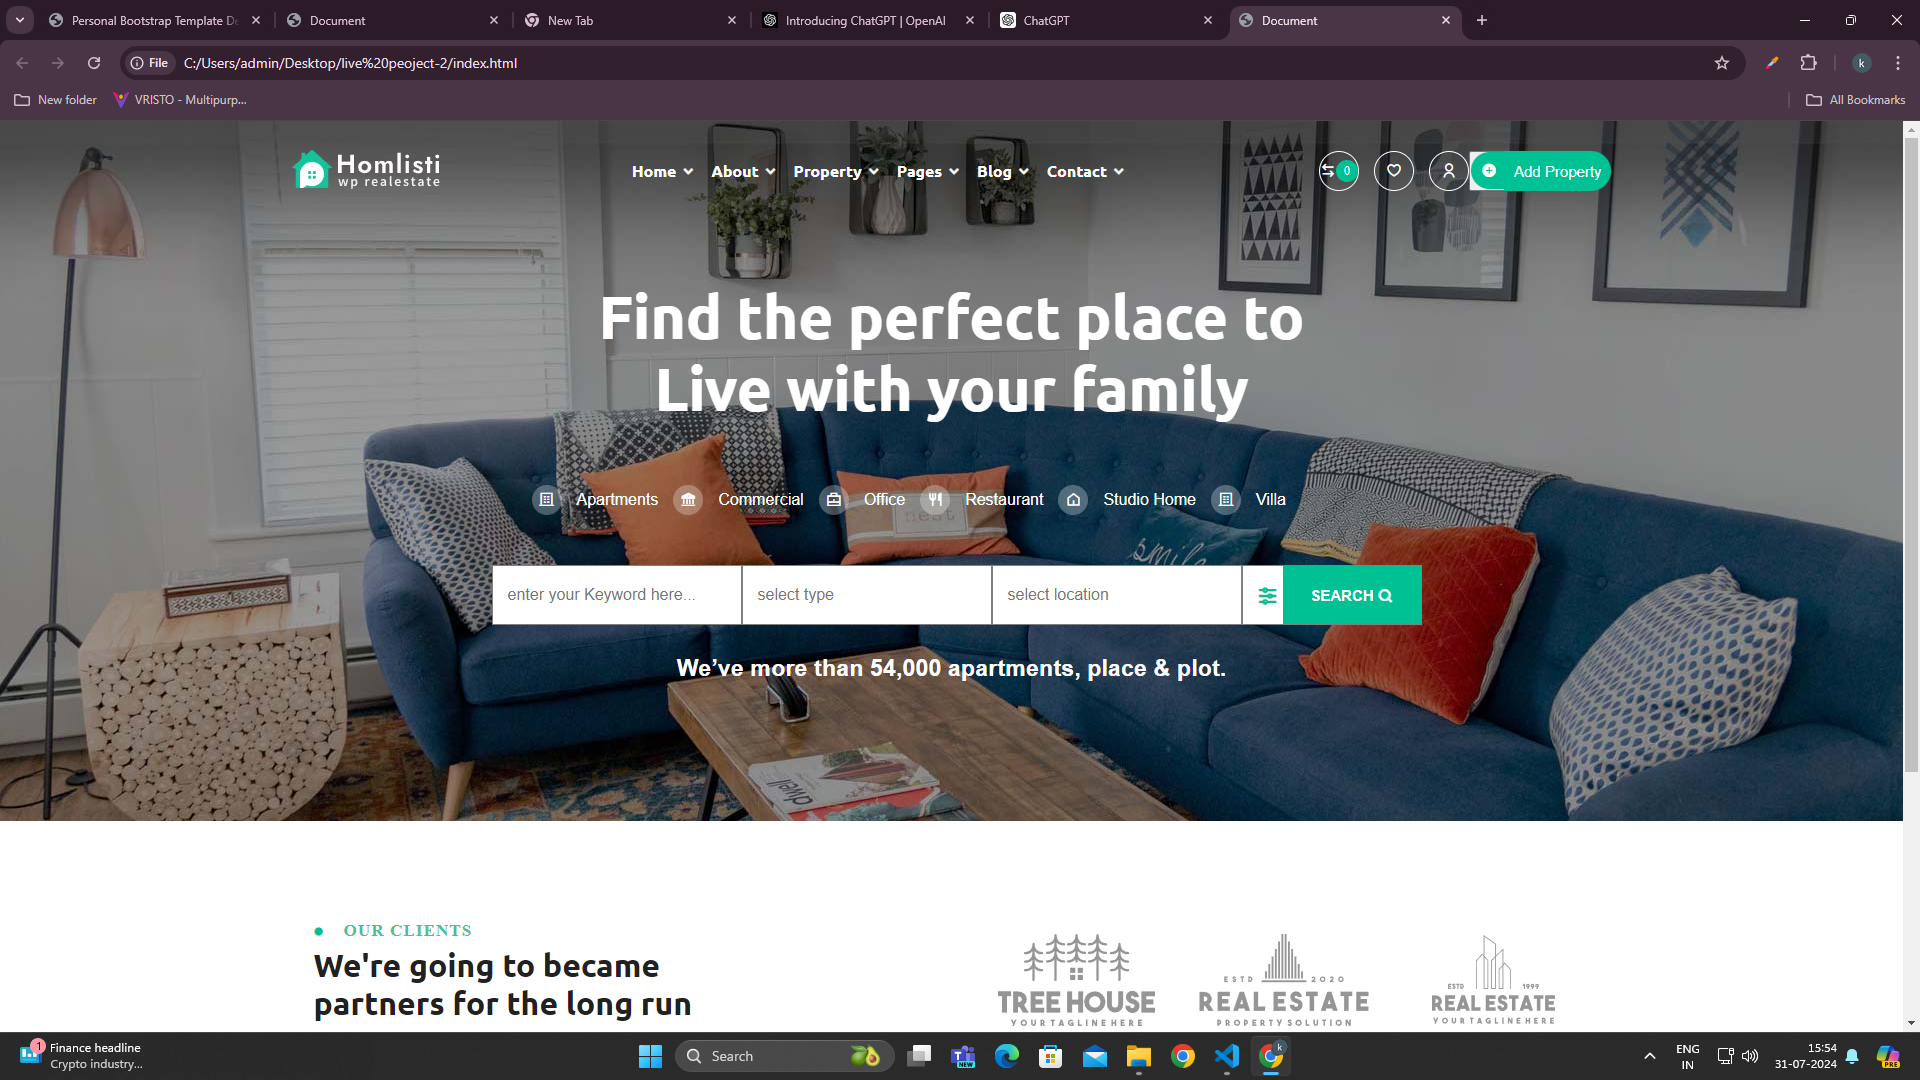 Personal Bootstrap Template De
Document
New Tab
Introducing ChatGPT | OpenAI
ChatGPT
Document
File
C:/Users/admin/Desktop/live%20peoject-2/index.html
k
New folder
VRISTO - Multipurp...
All Bookmarks
Homlisti
wp realestate
Home
About
Property
Pages
Blog
Contact
0
Add Property
Find the perfect place to
Live with your family
Apartments
Commercial
Office
Restaurant
Studio Home
Villa
nest
smile
enter your Keyword here...
select type
select location
SEARCH
We’ve more than 54,000 apartments, place & plot.
dwell
OUR CLIENTS
We're going to became
partners for the long run
TREE HOUSE
YOUR TAGLINE HERE
ESTD 2020
REAL ESTATE
PROPERTY SOLUTION
ESTD 1999
REAL ESTATE
YOUR TAGLINE HERE
1
Finance headline
Crypto industry...
Search
NEW
k
ENG
IN
15:54
31-07-2024
PRE